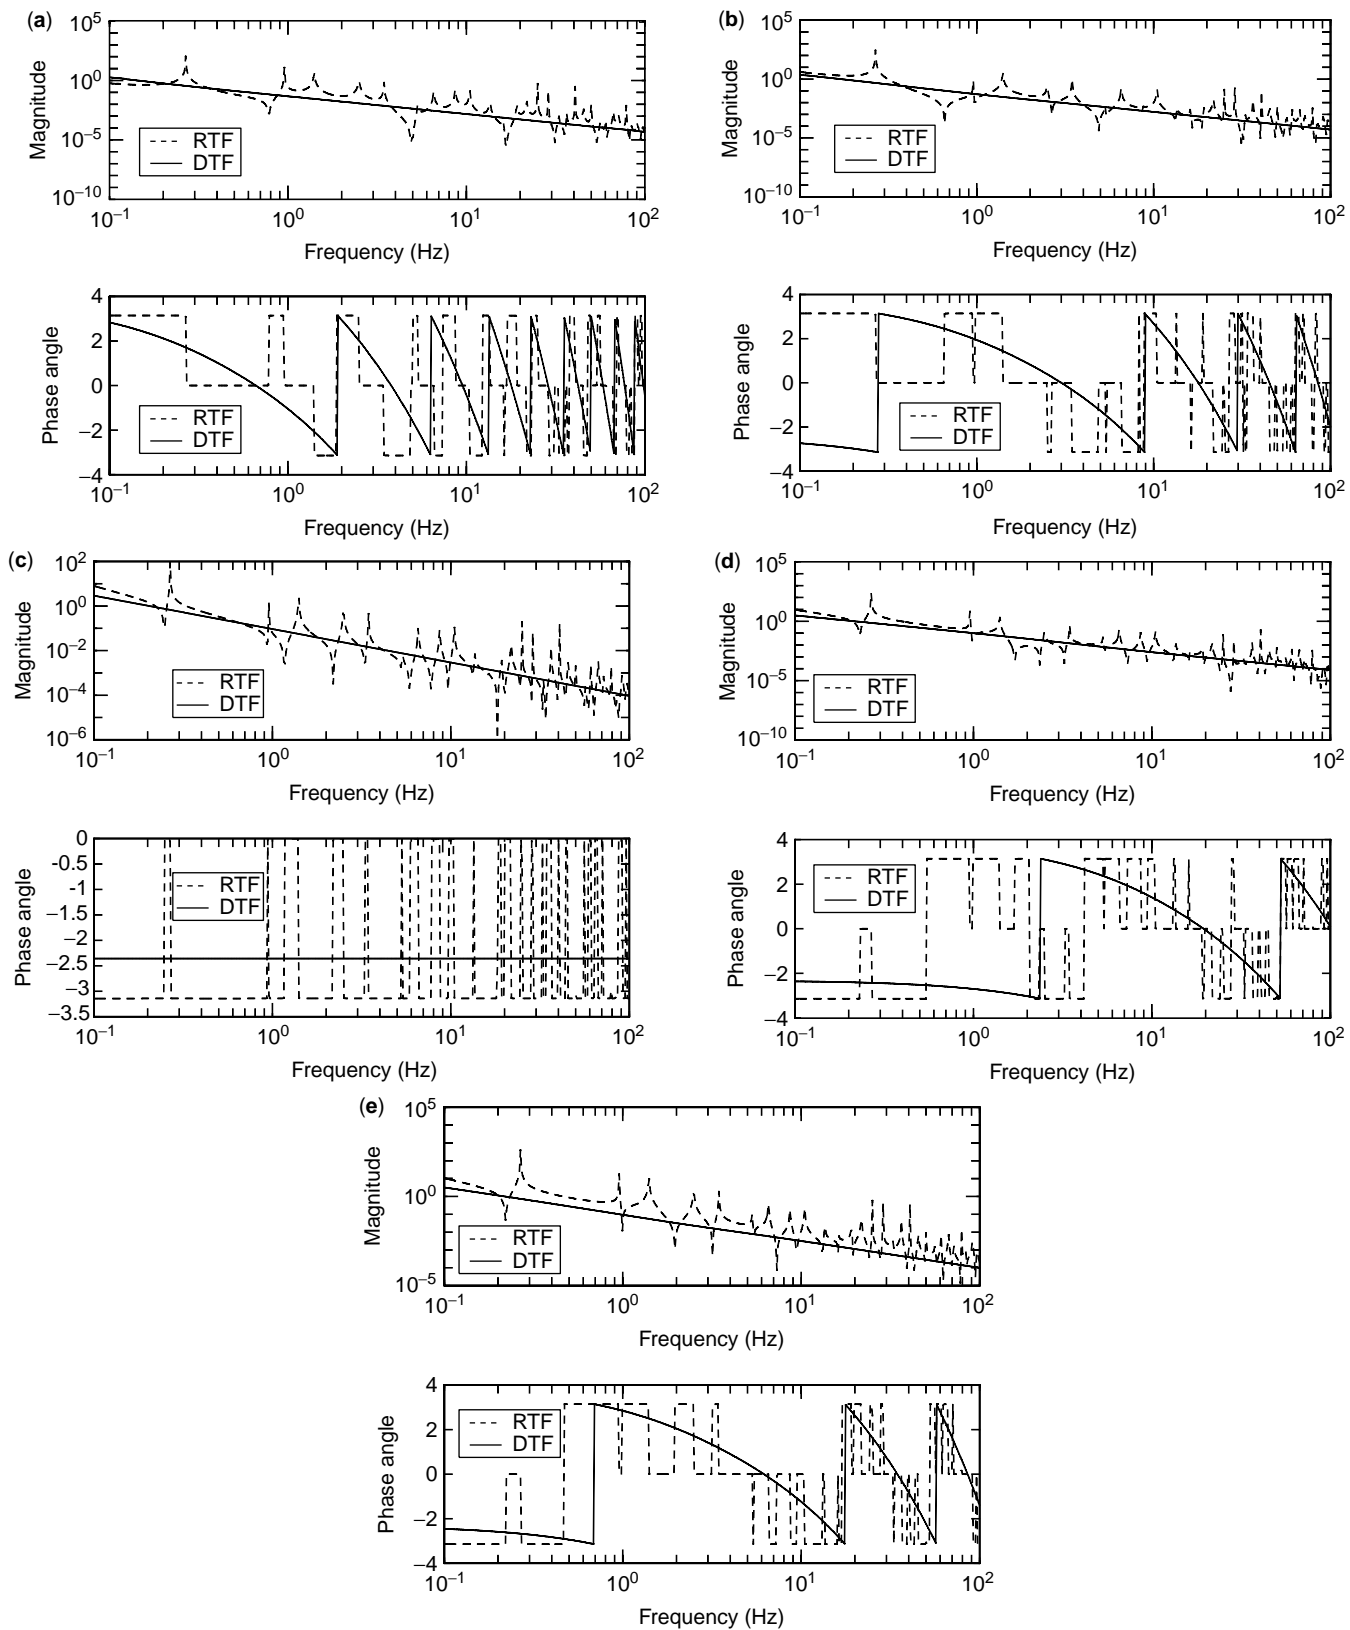 (a)
10^5
10^0
10^−5
10^−10
Magnitude
RTF
DTF
10^−1 10^0 10^1 10^2
Frequency (Hz)
4
2
0
−2
−4
Phase angle
RTF
DTF
10^−1 10^0 10^1 10^2
Frequency (Hz)
(b)
10^5
10^0
10^−5
10^−10
Magnitude
RTF
DTF
10^−1 10^0 10^1 10^2
Frequency (Hz)
4
2
0
−2
−4
Phase angle
RTF
DTF
10^−1 10^0 10^1 10^2
Frequency (Hz)
(c)
10^2
10^0
10^−2
10^−4
10^−6
Magnitude
RTF
DTF
10^−1 10^0 10^1 10^2
Frequency (Hz)
0
-0.5
−1
−1.5
−2
−2.5
−3
−3.5
Phase angle
RTF
DTF
10^−1 10^0 10^1 10^2
Frequency (Hz)
(d)
10^5
10^0
10^−5
10^−10
Magnitude
RTF
DTF
10^−1 10^0 10^1 10^2
Frequency (Hz)
4
2
0
−2
−4
Phase angle
RTF
DTF
10^−1 10^0 10^1 10^2
Frequency (Hz)
(e)
10^5
10^0
10^−5
Magnitude
RTF
DTF
10^−1 10^0 10^1 10^2
Frequency (Hz)
4
2
0
−2
−4
Phase angle
RTF
DTF
10^−1 10^0 10^1 10^2
Frequency (Hz)